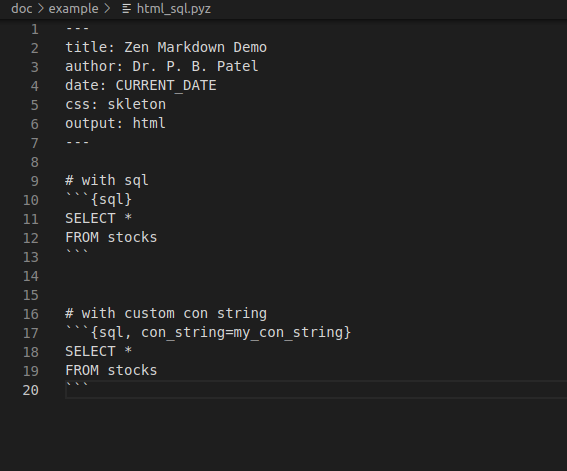 doc > example > html_sql.pyz
1 ---
2 title: Zen Markdown Demo
3 author: Dr. P. B. Patel
4 date: CURRENT_DATE
5 css: skleton
6 output: html
7 ---
8
9 # with sql
10 ```{sql}
11 SELECT *
12 FROM stocks
13 ```
14
15
16 # with custom con string
17 ```{sql, con_string=my_con_string}
18 SELECT *
19 FROM stocks
20 ```